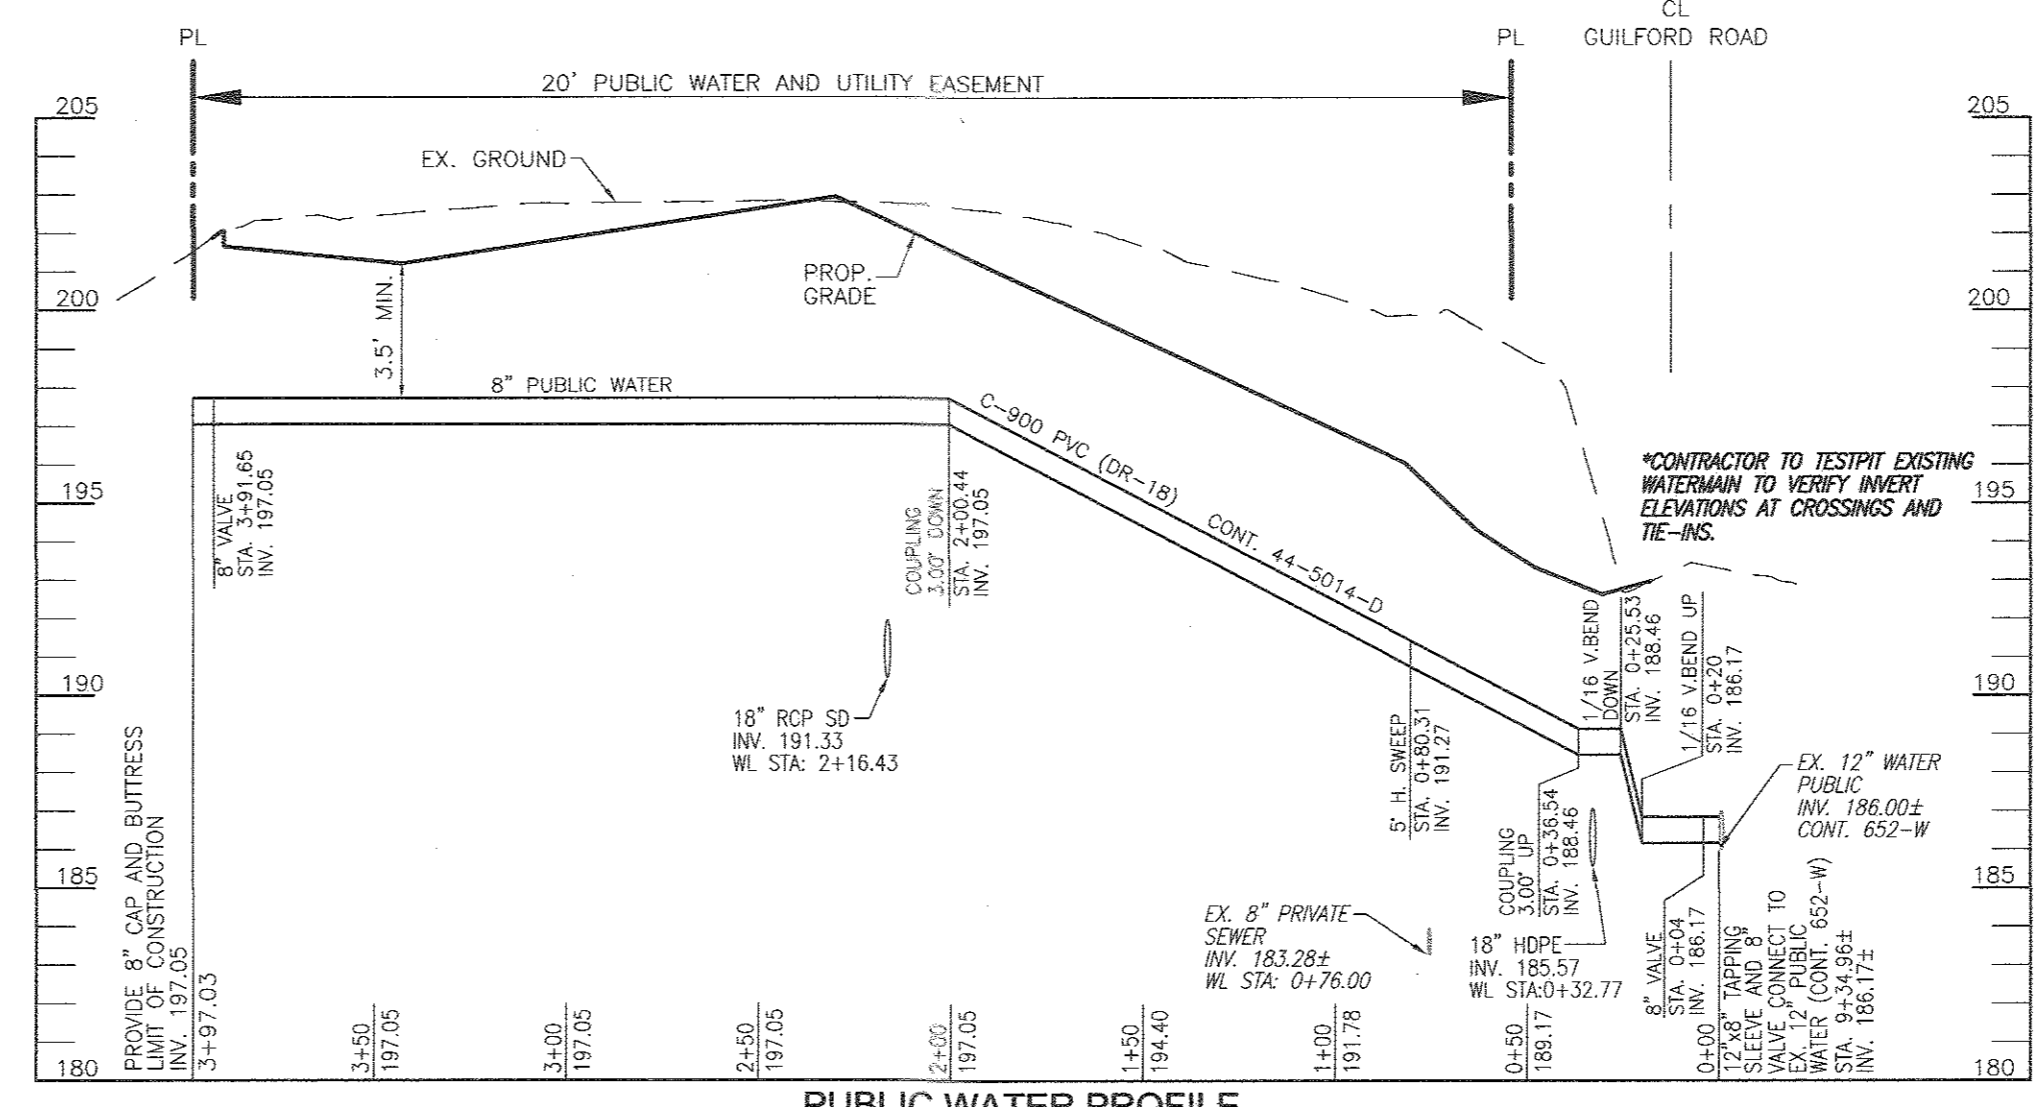 CL
PL
PL
GUILFORD ROAD
20' PUBLIC WATER AND UTILITY EASEMENT
205
205
EX. GROUND
PROP.
GRADE
200
200
3.5' MIN.
8" PUBLIC WATER
C-900 PVC (DR-18) CONT. 44-5014-D
*CONTRACTOR TO TESTPIT EXISTING
WATERMAIN TO VERIFY INVERT
ELEVATIONS AT CROSSINGS AND
TIE-INS.
195
195
8" VALVE
STA. 3+91.65
INV. 197.05
COUPLING
3.00° DOWN
STA. 2+00.44
INV. 197.05
1/16 V.BEND
DOWN
STA. 0+25.53
INV. 188.46
1/16 V.BEND UP
STA. 0+20
INV. 186.17
190
190
18" RCP SD
INV. 191.33
WL STA: 2+16.43
5° H. SWEEP
STA. 0+80.31
INV. 191.27
EX. 12" WATER
PUBLIC
INV. 186.00±
CONT. 652-W
COUPLING
3.00° UP
STA. 0+36.54
INV. 188.46
185
185
EX. 8" PRIVATE
SEWER
INV. 183.28±
WL STA: 0+76.00
18" HDPE
INV. 185.57
WL STA:0+32.77
8" VALVE
STA. 0+04
INV. 186.17
12"x8" TAPPING
SLEEVE AND 8"
VALVE CONNECT TO
EX. 12" PUBLIC
WATER (CONT. 652-W)
STA. 9+34.96±
INV. 186.17±
PROVIDE 8" CAP AND BUTTRESS
LIMIT OF CONSTRUCTION
INV. 197.05
3+97.03
3+50
197.05
3+00
197.05
2+50
197.05
2+00
197.05
1+50
194.40
1+00
191.78
0+50
189.17
0+00
180
180
PUBLIC WATER PROFILE